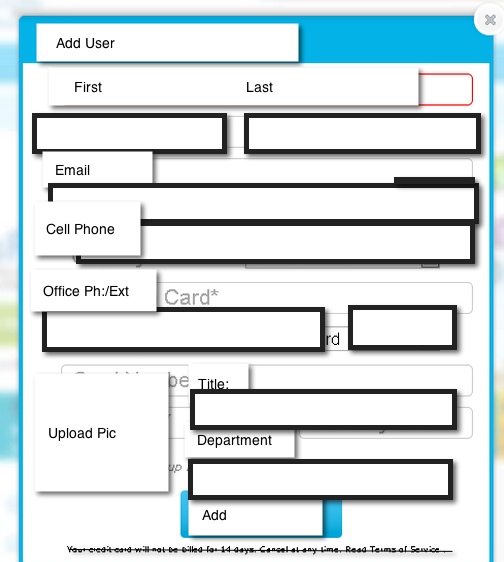 Add User
First Last
Email
Cell Phone
Office Ph:/Ext
Card*
rd
Title:
Upload Pic
Department
up
Add
Your credit card will not be billed for 14 days. Cancel at any time. Read Terms of Service.